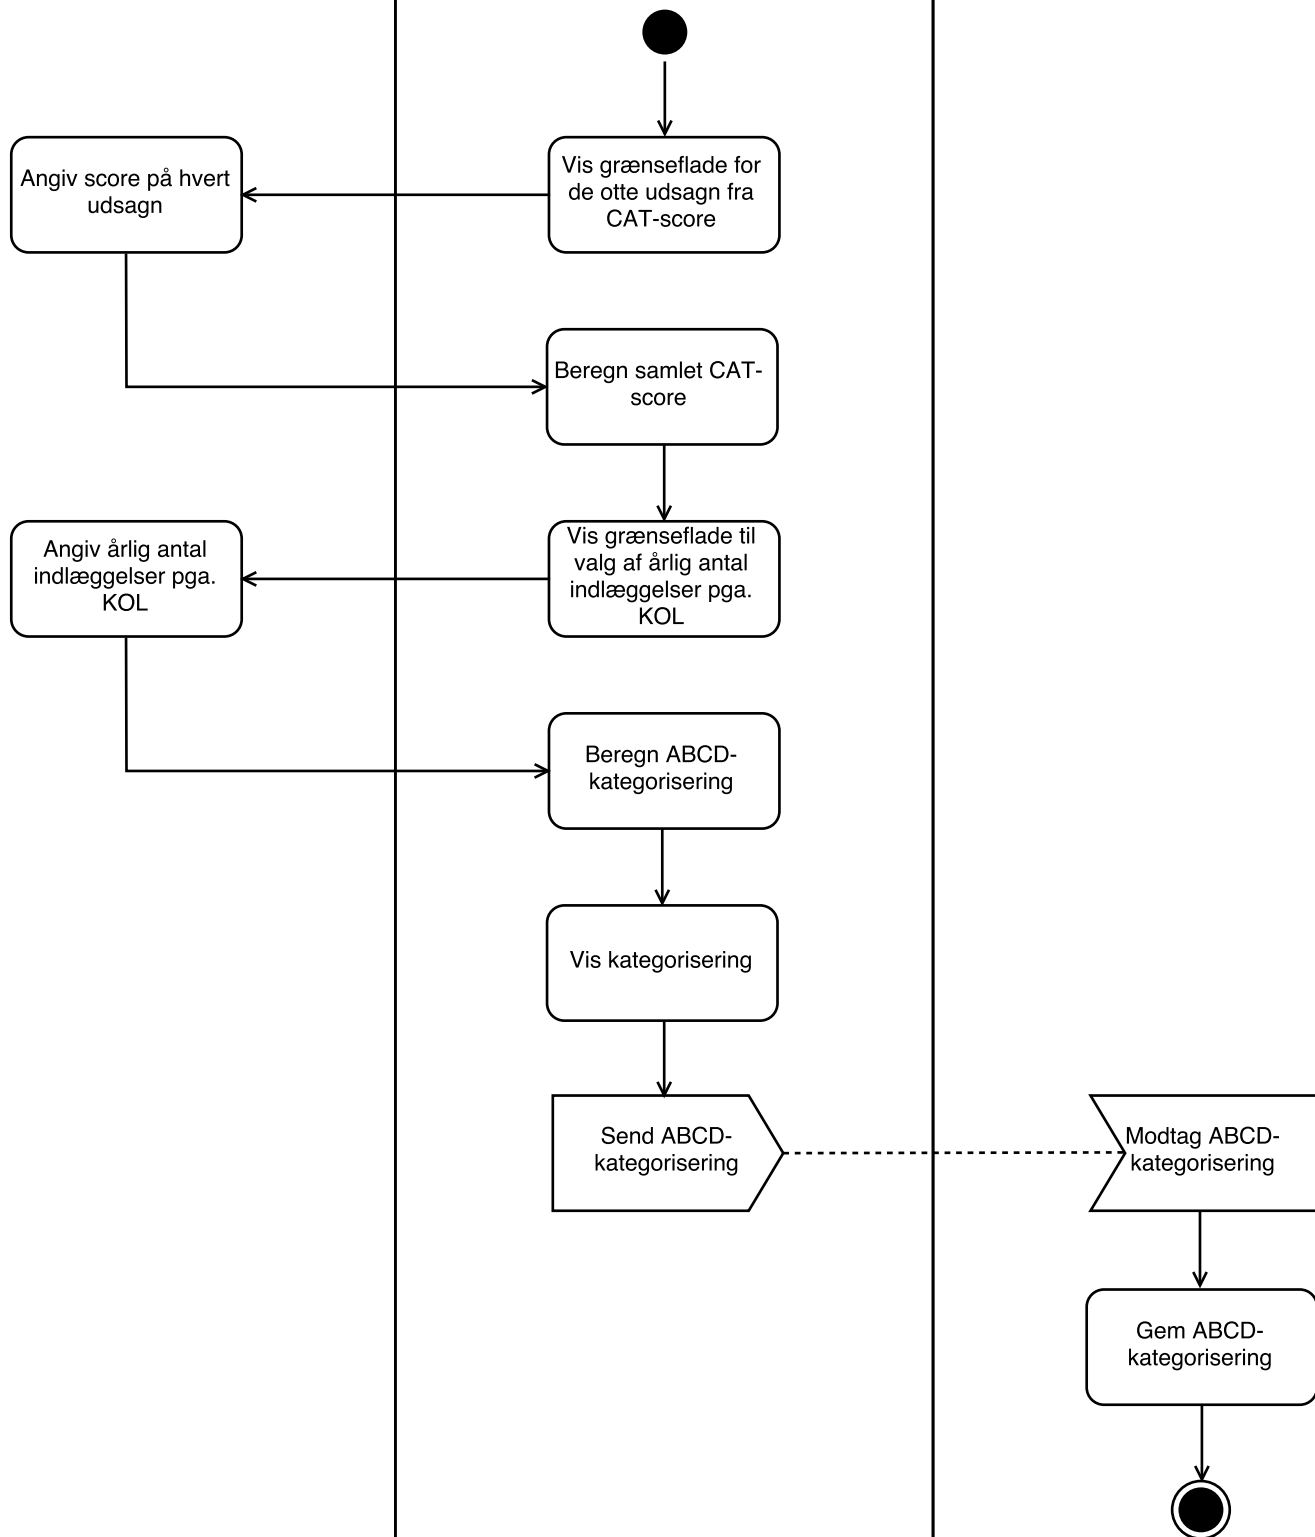 Vis grænseflade for
de otte udsagn fra
CAT-score
Angiv score på hvert
udsagn
Beregn samlet CAT-
score
Vis grænseflade til
valg af årlig antal
indlæggelser pga.
KOL
Angiv årlig antal
indlæggelser pga.
KOL
Beregn ABCD-
kategorisering
Vis kategorisering
Send ABCD-
kategorisering
Modtag ABCD-
kategorisering
Gem ABCD-
kategorisering